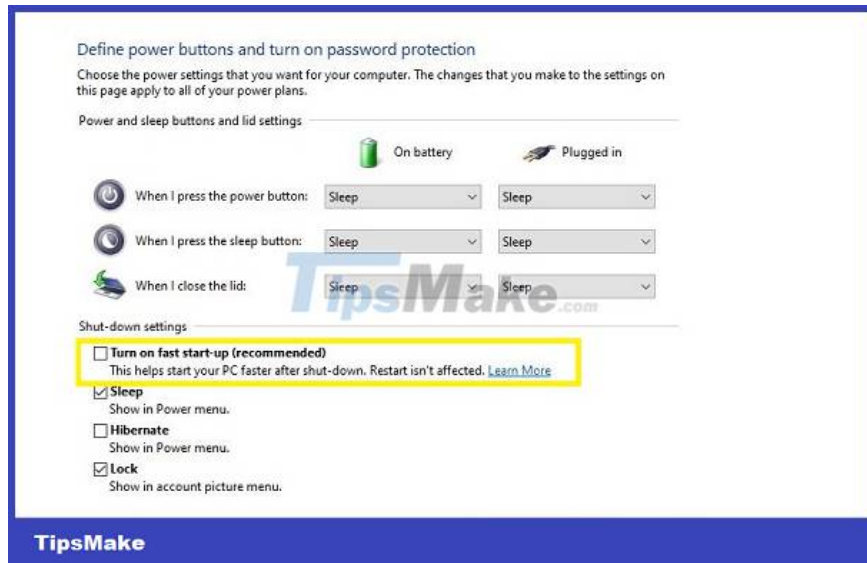 Define power buttons and turn on password protection
Choose the power settings that you want for your computer. The changes that you make to the settings on
this page apply to all of your power plans.
Power and sleep buttons and lid settings
On battery Plugged in
When I press the power button: Sleep Sleep
When I press the sleep button: Sleep Sleep
When I close the lid: Sleep Sleep
TipsMake.com
Shut-down settings
Turn on fast start-up (recommended)
This helps start your PC faster after shut-down. Restart isn't affected. Learn More
Sleep
Show in Power menu.
Hibernate
Show in Power menu.
Lock
Show in account picture menu.
TipsMake